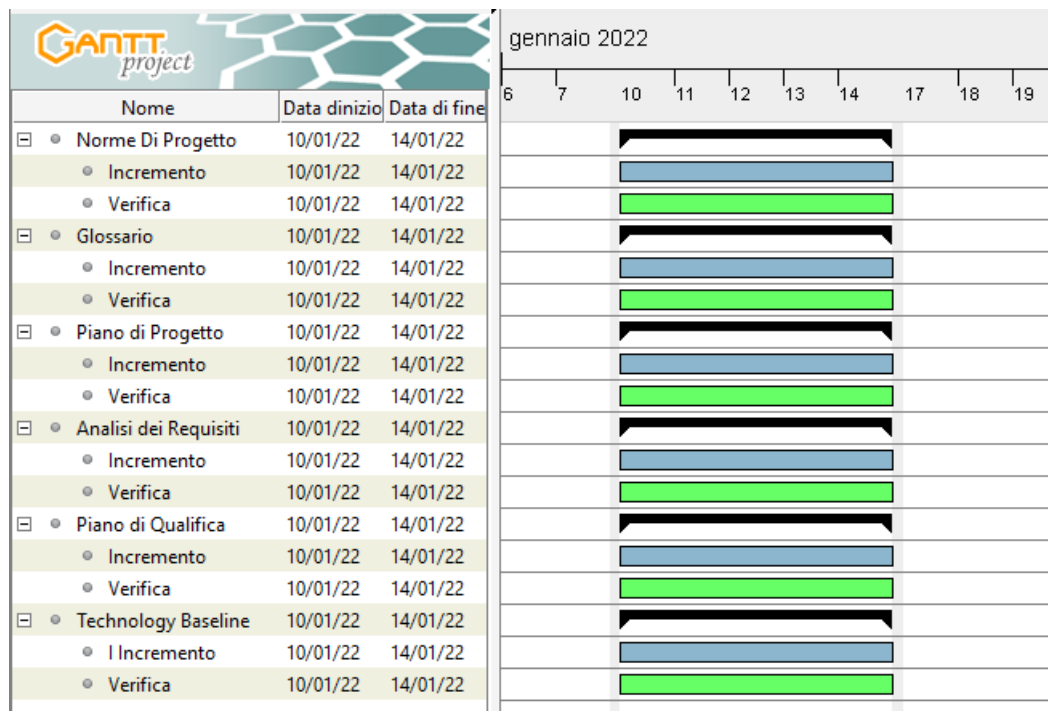 GANTT
project
gennaio 2022
6 7 10 11 12 13 14 17 18 19
Nome Data dinizio Data di fine
Norme Di Progetto 10/01/22 14/01/22
Incremento 10/01/22 14/01/22
Verifica 10/01/22 14/01/22
Glossario 10/01/22 14/01/22
Incremento 10/01/22 14/01/22
Verifica 10/01/22 14/01/22
Piano di Progetto 10/01/22 14/01/22
Incremento 10/01/22 14/01/22
Verifica 10/01/22 14/01/22
Analisi dei Requisiti 10/01/22 14/01/22
Incremento 10/01/22 14/01/22
Verifica 10/01/22 14/01/22
Piano di Qualifica 10/01/22 14/01/22
Incremento 10/01/22 14/01/22
Verifica 10/01/22 14/01/22
Technology Baseline 10/01/22 14/01/22
I Incremento 10/01/22 14/01/22
Verifica 10/01/22 14/01/22